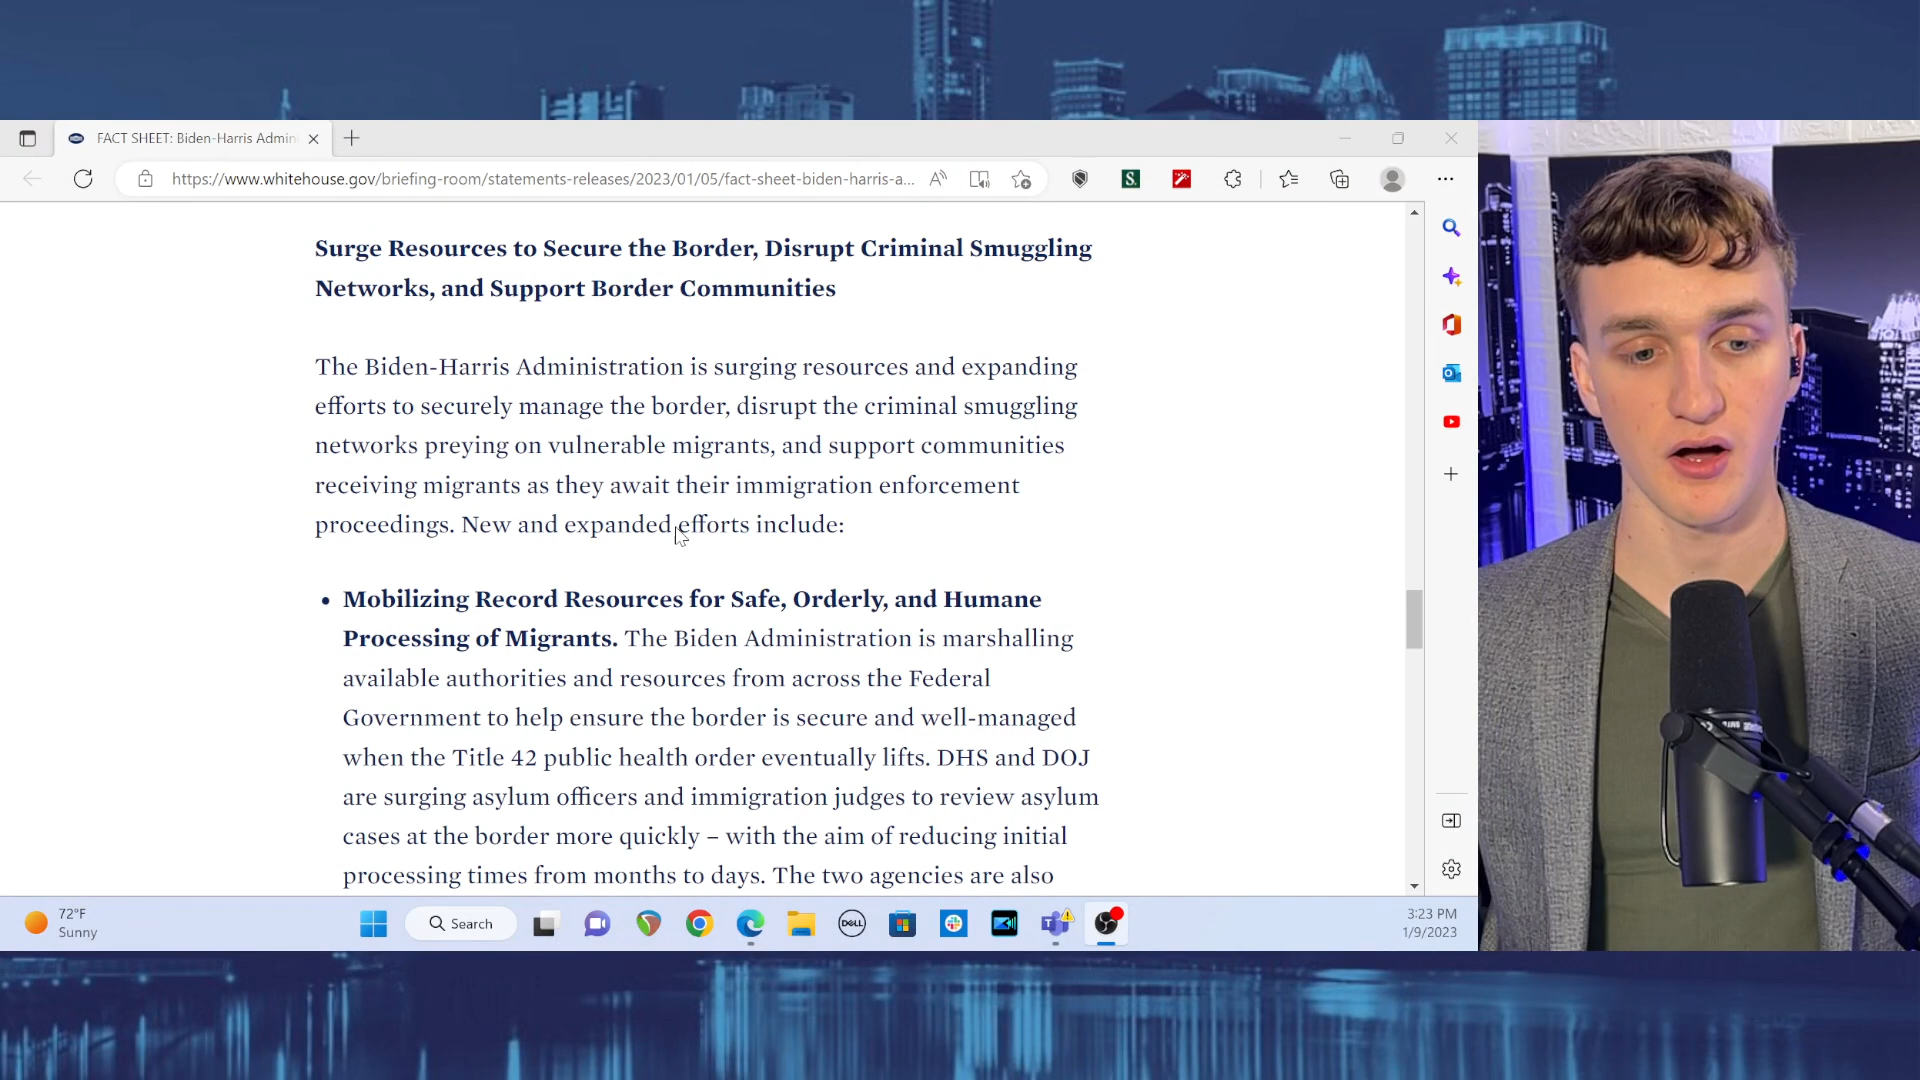 FACT SHEET: Biden-Harris Admin
https://www.whitehouse.gov/briefing-room/statements-releases/2023/01/05/fact-sheet-biden-harris-a...
Surge Resources to Secure the Border, Disrupt Criminal Smuggling
Networks, and Support Border Communities
The Biden-Harris Administration is surging resources and expanding
efforts to securely manage the border, disrupt the criminal smuggling
networks preying on vulnerable migrants, and support communities
receiving migrants as they await their immigration enforcement
proceedings. New and expanded efforts include:
• Mobilizing Record Resources for Safe, Orderly, and Humane
Processing of Migrants. The Biden Administration is marshalling
available authorities and resources from across the Federal
Government to help ensure the border is secure and well-managed
when the Title 42 public health order eventually lifts. DHS and DOJ
are surging asylum officers and immigration judges to review asylum
cases at the border more quickly – with the aim of reducing initial
processing times from months to days. The two agencies are also
72°F
Sunny
Search
DELL
3:23 PM
1/9/2023